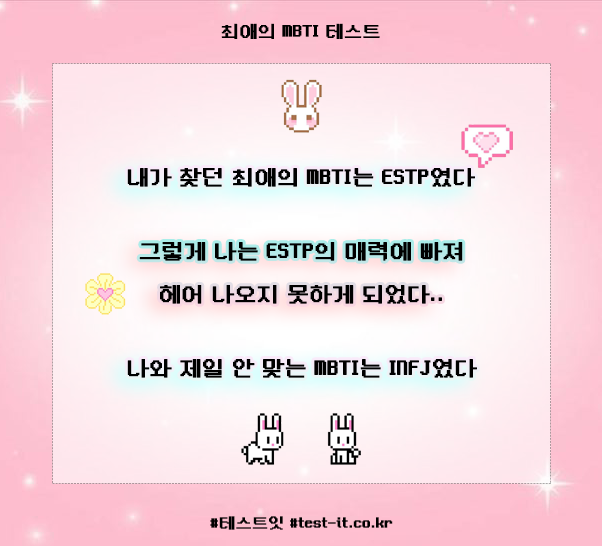 최애의 MBTI 테스트
내가 찾던 최애의 MBTI는 ESTP였다
그렇게 나는 ESTP의 매력에 빠져
헤어 나오지 못하게 되었다..
나와 제일 안 맞는 MBTI는 INFJ였다
#테스트잇 #test-it.co.kr